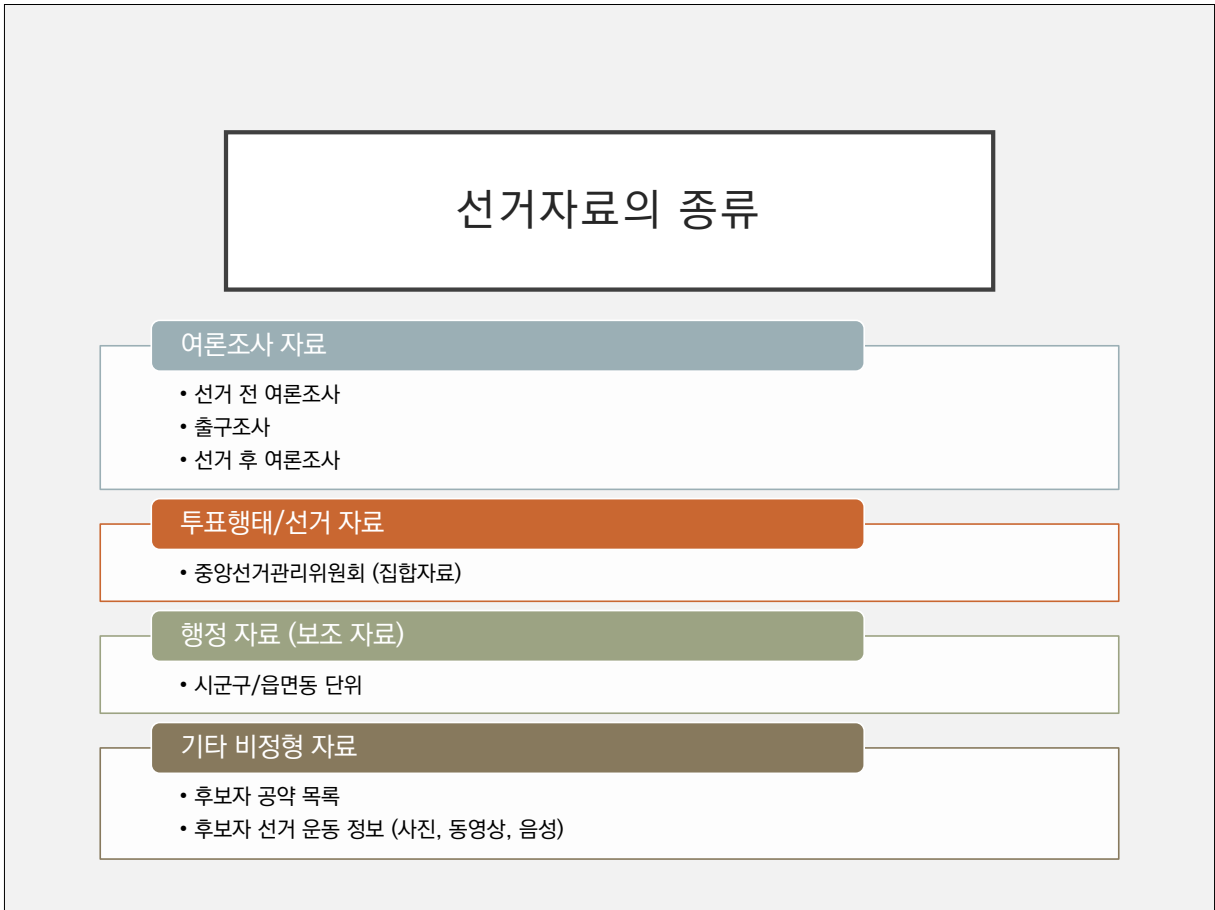 선거자료의 종류
여론조사 자료
• 선거 전 여론조사
• 출구조사
• 선거 후 여론조사
투표행태/선거 자료
• 중앙선거관리위원회 (집합자료)
행정 자료 (보조 자료)
• 시군구/읍면동 단위
기타 비정형 자료
• 후보자 공약 목록
• 후보자 선거 운동 정보 (사진, 동영상, 음성)